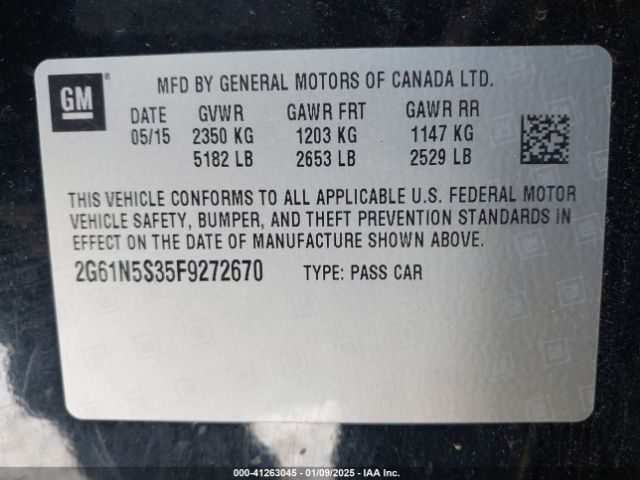 GM
®
MFD BY GENERAL MOTORS OF CANADA LTD.
DATE GVWR GAWR FRT GAWR RR
05/15 2350 KG 1203 KG 1147 KG
5182 LB 2653 LB 2529 LB
THIS VEHICLE CONFORMS TO ALL APPLICABLE U.S. FEDERAL MOTOR
VEHICLE SAFETY, BUMPER, AND THEFT PREVENTION STANDARDS IN
EFFECT ON THE DATE OF MANUFACTURE SHOWN ABOVE.
2G61N5S35F9272670 TYPE: PASS CAR
000-41263045 - 01/09/2025 - IAA Inc.